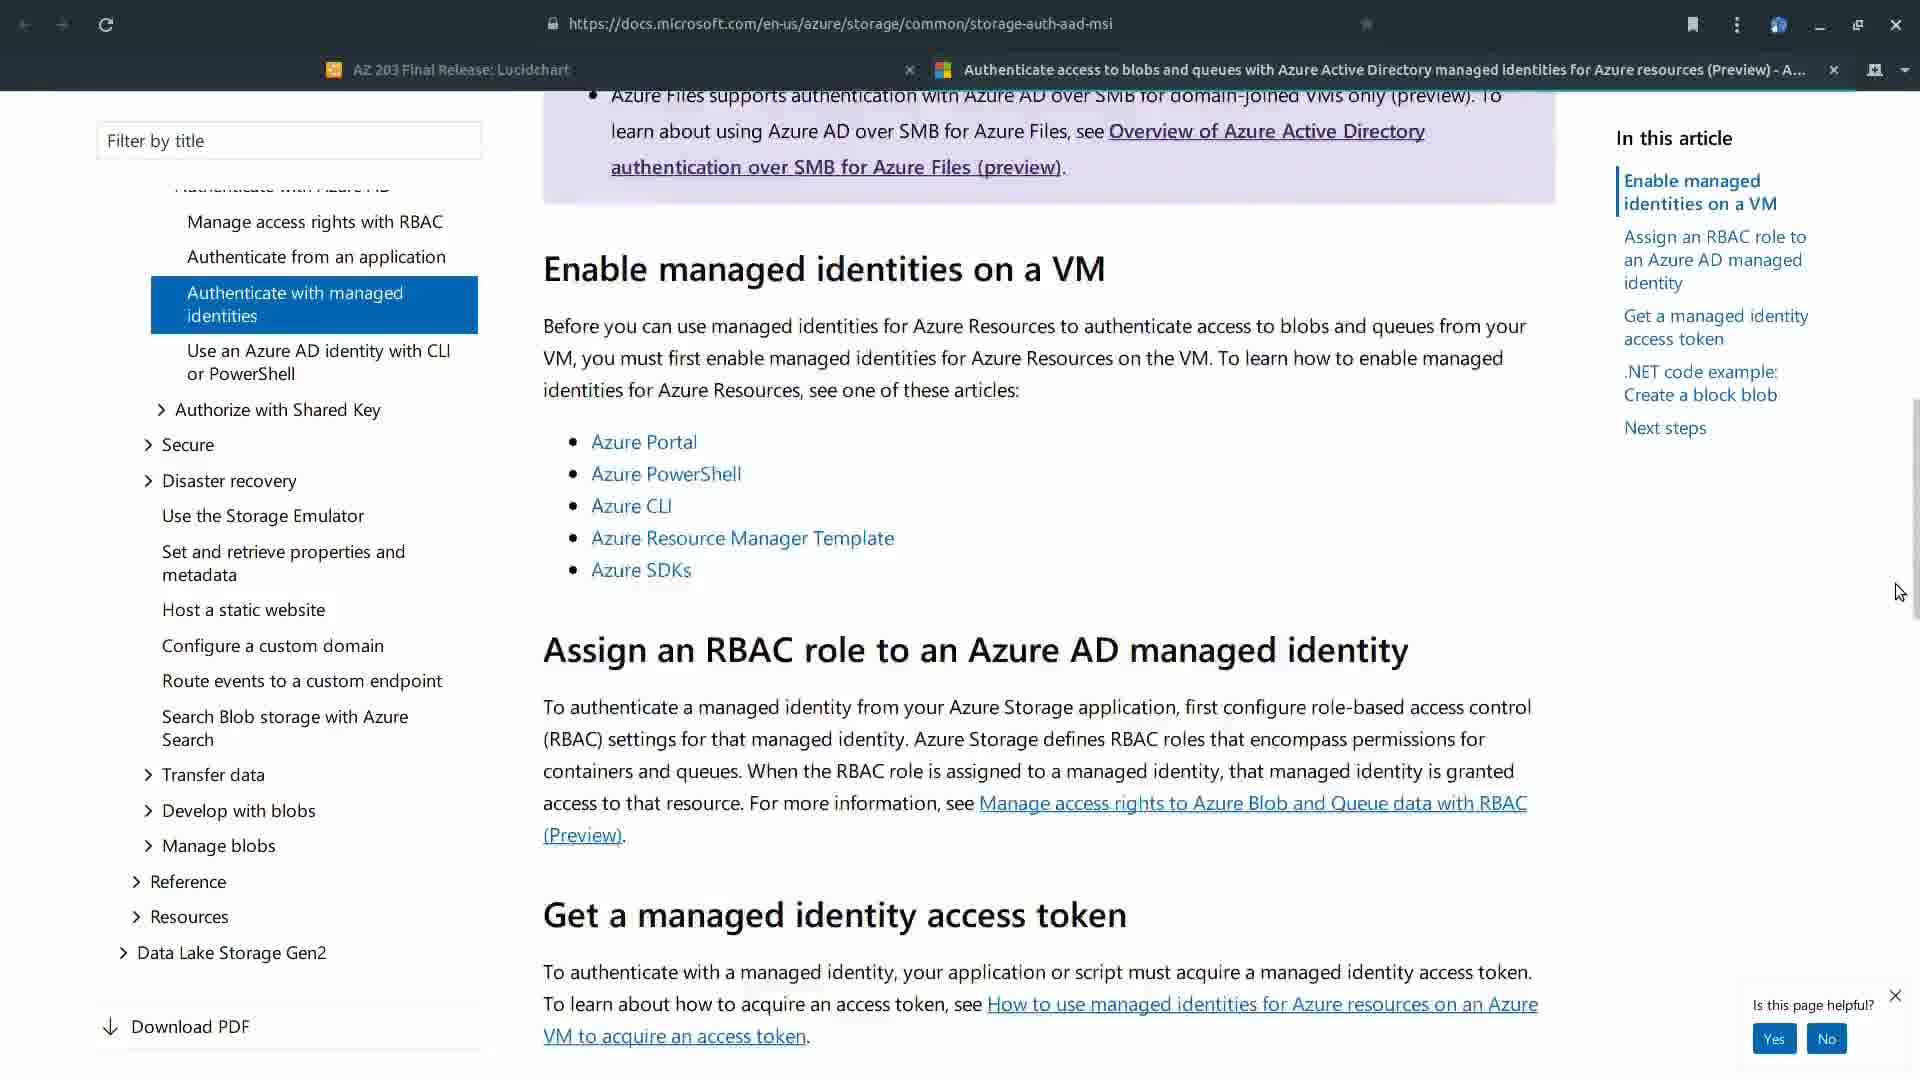 https://docs.microsoft.com/en-us/azure/storage/common/storage-auth-aad-msi
AZ 203 Final Release: Lucidchart
Authenticate access to blobs and queues with Azure Active Directory managed identities for Azure resources (Preview) - A...
Filter by title
Authenticate with Azure AD
Manage access rights with RBAC
Authenticate from an application
Authenticate with managed
identities
Use an Azure AD identity with CLI
or PowerShell
Authorize with Shared Key
Secure
Disaster recovery
Use the Storage Emulator
Set and retrieve properties and
metadata
Host a static website
Configure a custom domain
Route events to a custom endpoint
Search Blob storage with Azure
Search
Transfer data
Develop with blobs
Manage blobs
Reference
Resources
Data Lake Storage Gen2
Download PDF
Azure Files supports authentication with Azure AD over SMB for domain-joined VMs only (preview). To
learn about using Azure AD over SMB for Azure Files, see Overview of Azure Active Directory
authentication over SMB for Azure Files (preview).
Enable managed identities on a VM
Before you can use managed identities for Azure Resources to authenticate access to blobs and queues from your
VM, you must first enable managed identities for Azure Resources on the VM. To learn how to enable managed
identities for Azure Resources, see one of these articles:
Azure Portal
Azure PowerShell
Azure CLI
Azure Resource Manager Template
Azure SDKs
Assign an RBAC role to an Azure AD managed identity
To authenticate a managed identity from your Azure Storage application, first configure role-based access control
(RBAC) settings for that managed identity. Azure Storage defines RBAC roles that encompass permissions for
containers and queues. When the RBAC role is assigned to a managed identity, that managed identity is granted
access to that resource. For more information, see Manage access rights to Azure Blob and Queue data with RBAC
(Preview).
Get a managed identity access token
To authenticate with a managed identity, your application or script must acquire a managed identity access token.
To learn about how to acquire an access token, see How to use managed identities for Azure resources on an Azure
VM to acquire an access token.
In this article
Enable managed
identities on a VM
Assign an RBAC role to
an Azure AD managed
identity
Get a managed identity
access token
.NET code example:
Create a block blob
Next steps
Is this page helpful?
Yes
No